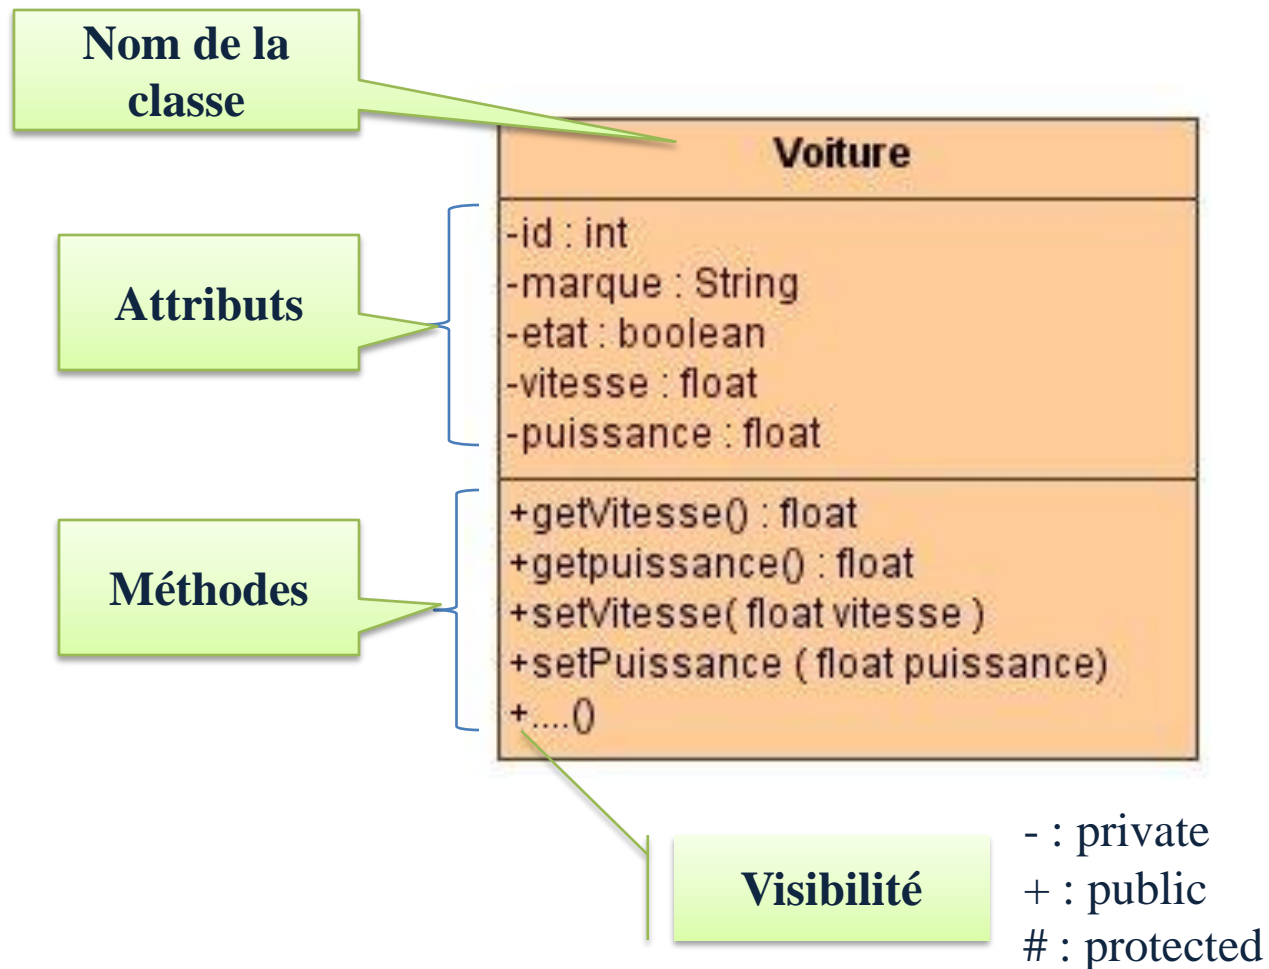 Nom de la
classe
Voiture
Attributs
-id : int
-marque : String
-etat : boolean
-vitesse : float
-puissance : float
Méthodes
+getVitesse() : float
+getpuissance() : float
+setVitesse( float vitesse )
+setPuissance ( float puissance)
+....()
Visibilité
- : private
+ : public
# : protected